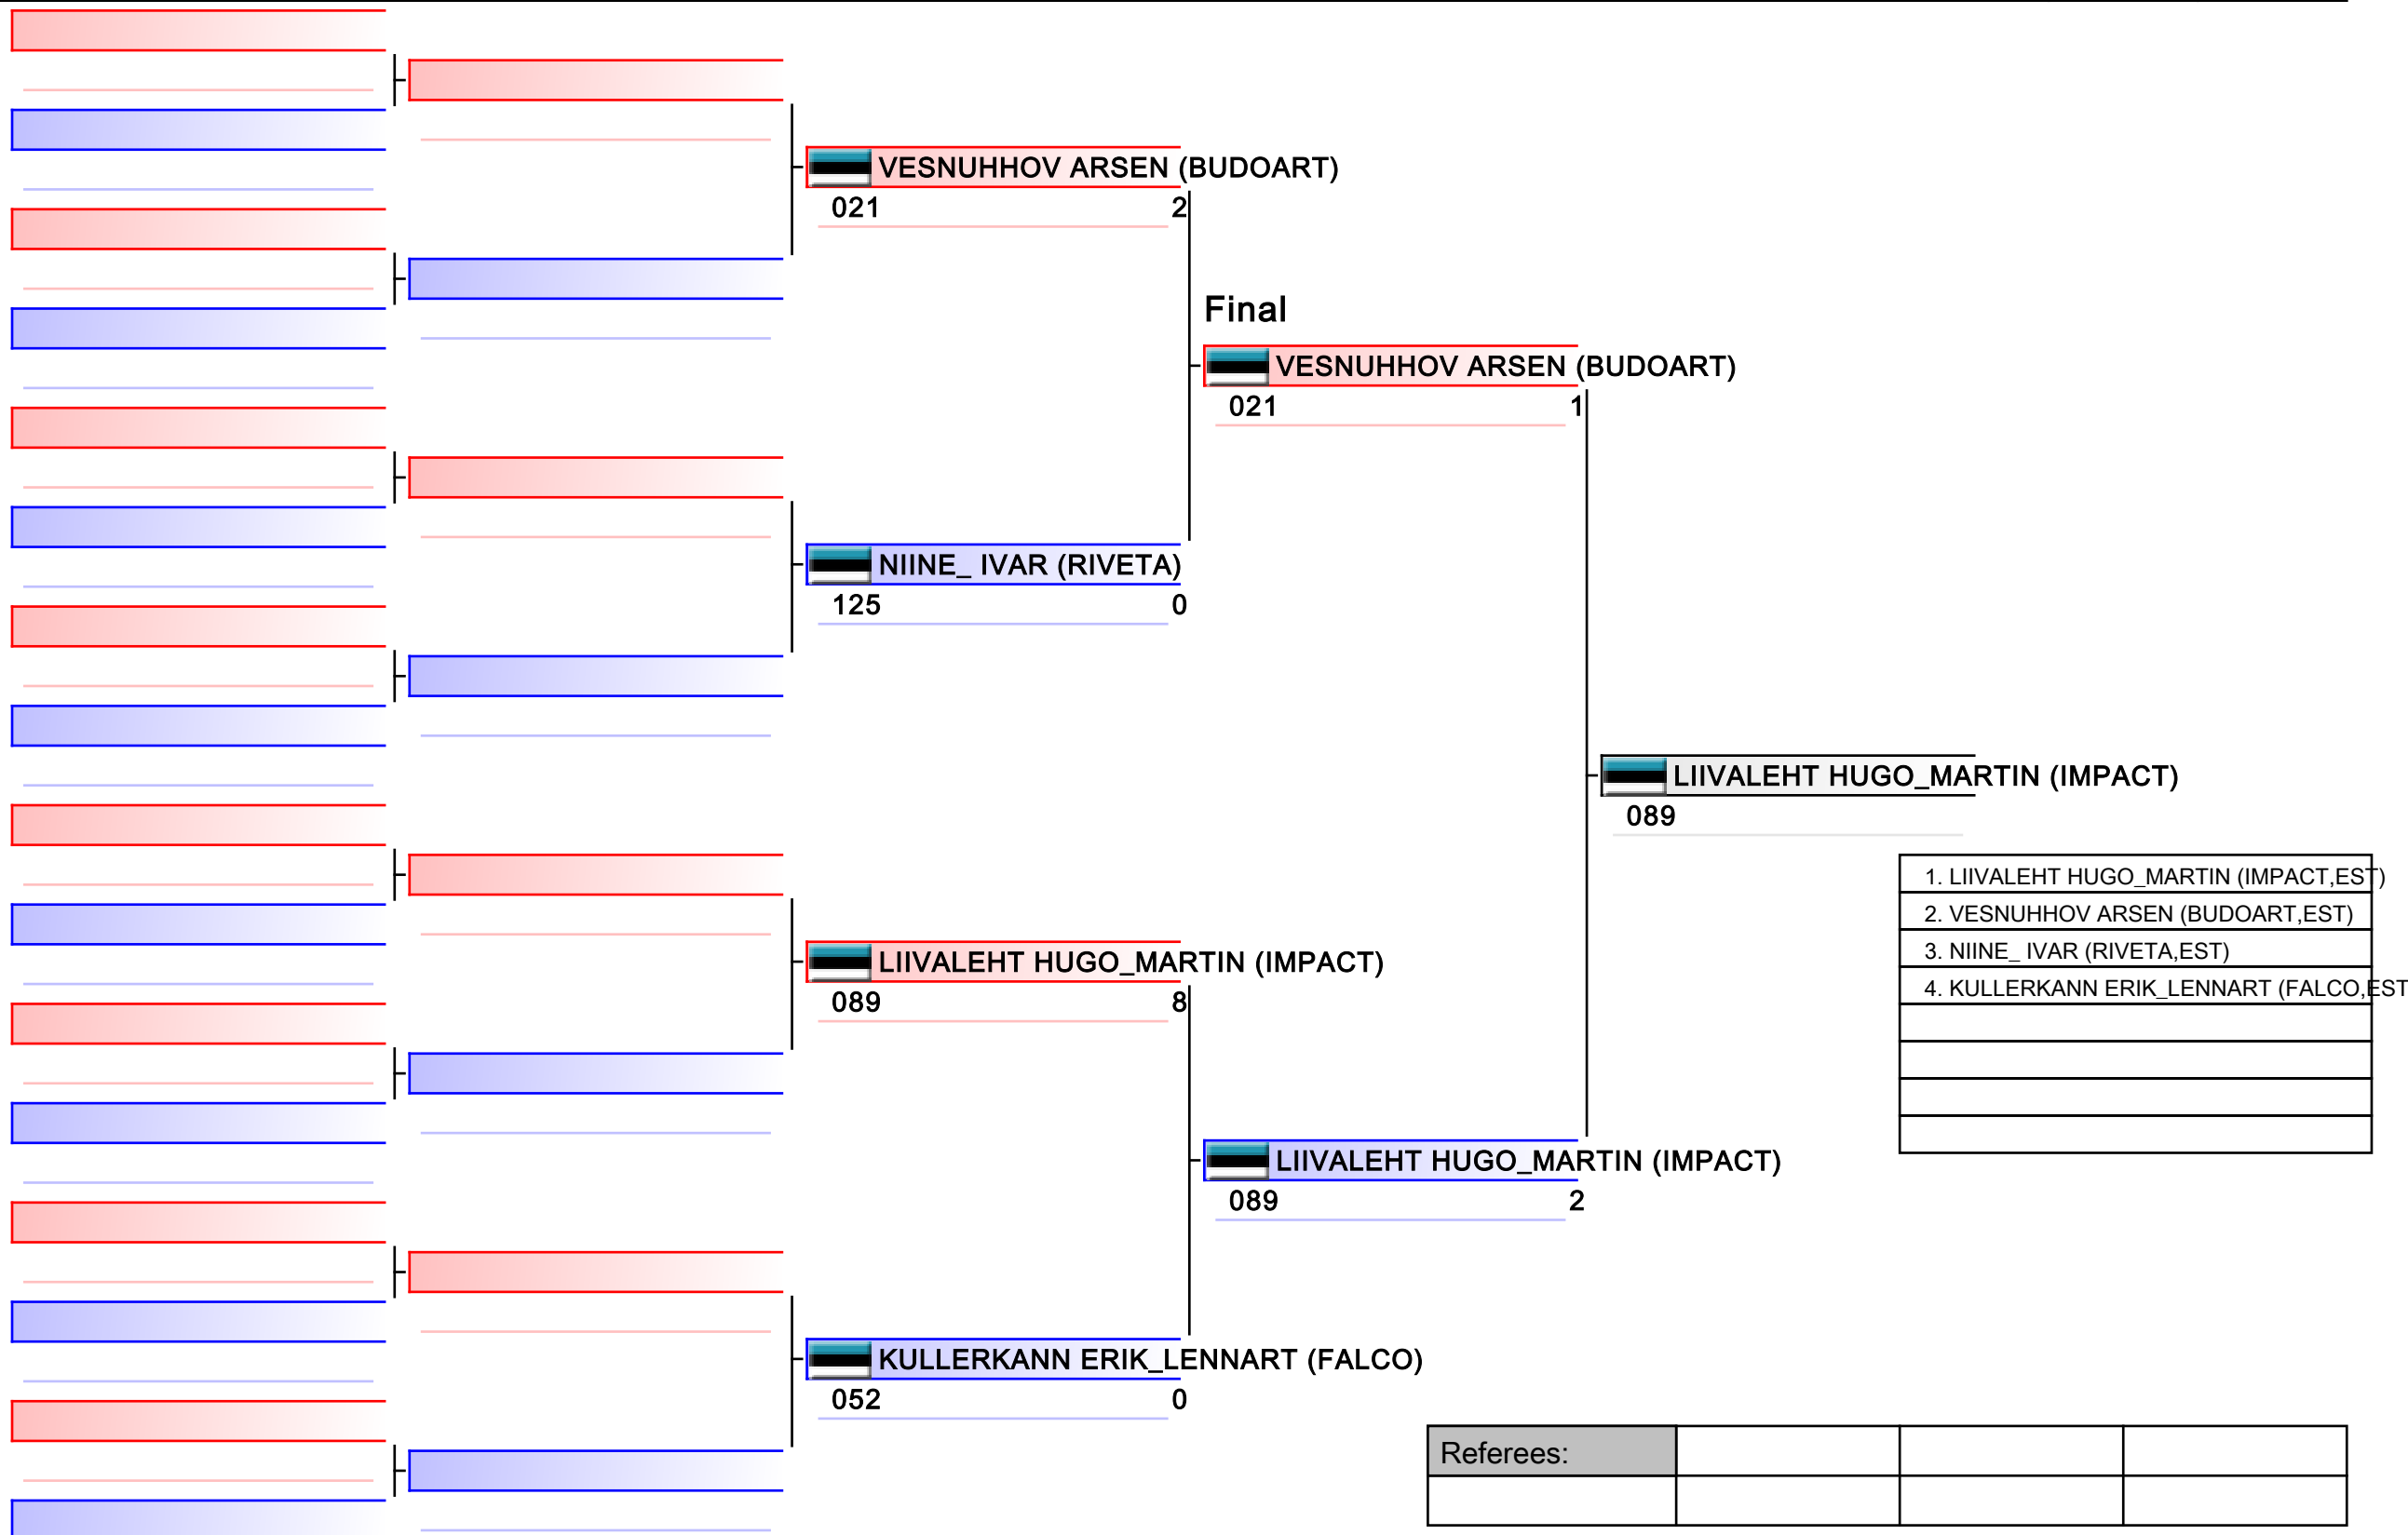 VESNUHHOV ARSEN (BUDOART)
021 2
Final
VESNUHHOV ARSEN (BUDOART)
021 1
NIINE_ IVAR (RIVETA)
125 0
LIIVALEHT HUGO_MARTIN (IMPACT)
089
1. LIIVALEHT HUGO_MARTIN (IMPACT,EST)
2. VESNUHHOV ARSEN (BUDOART,EST)
3. NIINE_ IVAR (RIVETA,EST)
4. KULLERKANN ERIK_LENNART (FALCO,EST
LIIVALEHT HUGO_MARTIN (IMPACT)
089 8
LIIVALEHT HUGO_MARTIN (IMPACT)
089 2
KULLERKANN ERIK_LENNART (FALCO)
052 0
Referees: